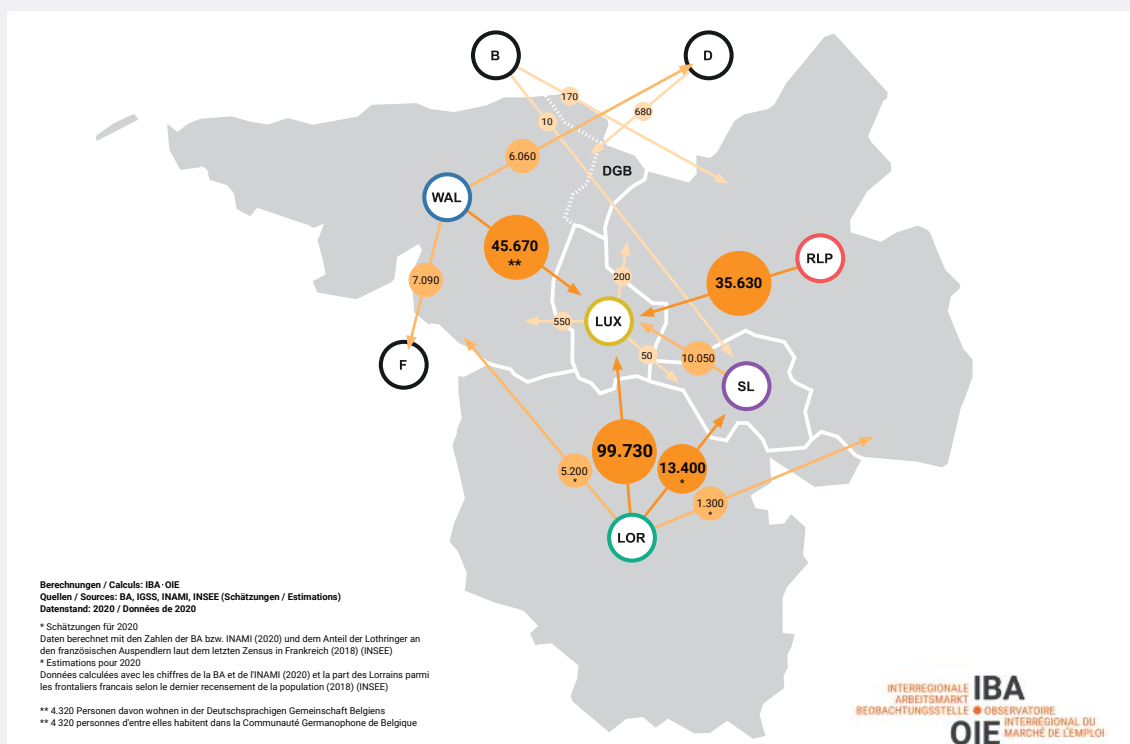 B
D
170
680
10
6.060
DGB
WAL
45.670
**
RLP
7.090
200
35.630
LUX
550
F
50
10.050
SL
99.730
5.200
*
13.400
*
1.300
*
LOR
Berechnungen / Calculs: IBA·OIE
Quellen / Sources: BA, IGSS, INAMI, INSEE (Schätzungen / Estimations)
Datenstand: 2020 / Données de 2020
* Schätzungen für 2020
Daten berechnet mit den Zahlen der BA bzw. INAMI (2020) und dem Anteil der Lothringer an
den französischen Auspendlern laut dem letzten Zensus in Frankreich (2018) (INSEE)
* Estimations pour 2020
Données calculées avec les chiffres de la BA et de l'INAMI (2020) et la part des Lorrains parmi
les frontaliers francais selon le dernier recensement de la population (2018) (INSEE)
** 4.320 Personen davon wohnen in der Deutschsprachigen Gemeinschaft Belgiens
** 4 320 personnes d'entre elles habitent dans la Communauté Germanophone de Belgique
INTERREGIONALE
ARBEITSMARKT
BEOBACHTUNGSSTELLE
IBA
OBSERVATOIRE
OIE
INTERRÉGIONAL DU
MARCHÉ DE L'EMPLOI